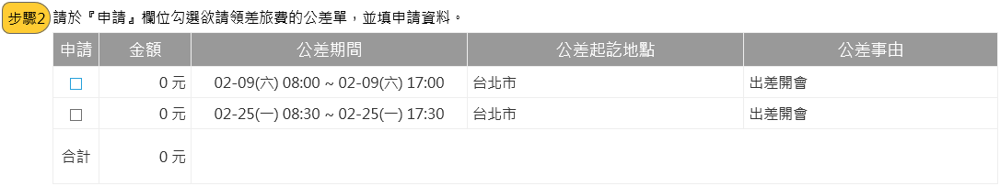 步驟2 請於『申請』欄位勾選欲請領差旅費的公差單，並填申請資料。
申請 金額 公差期間 公差起訖地點 公差事由
0 元 02-09(六) 08:00 ~ 02-09(六) 17:00 台北市 出差開會
0 元 02-25(一) 08:30 ~ 02-25(一) 17:30 台北市 出差開會
合計 0 元